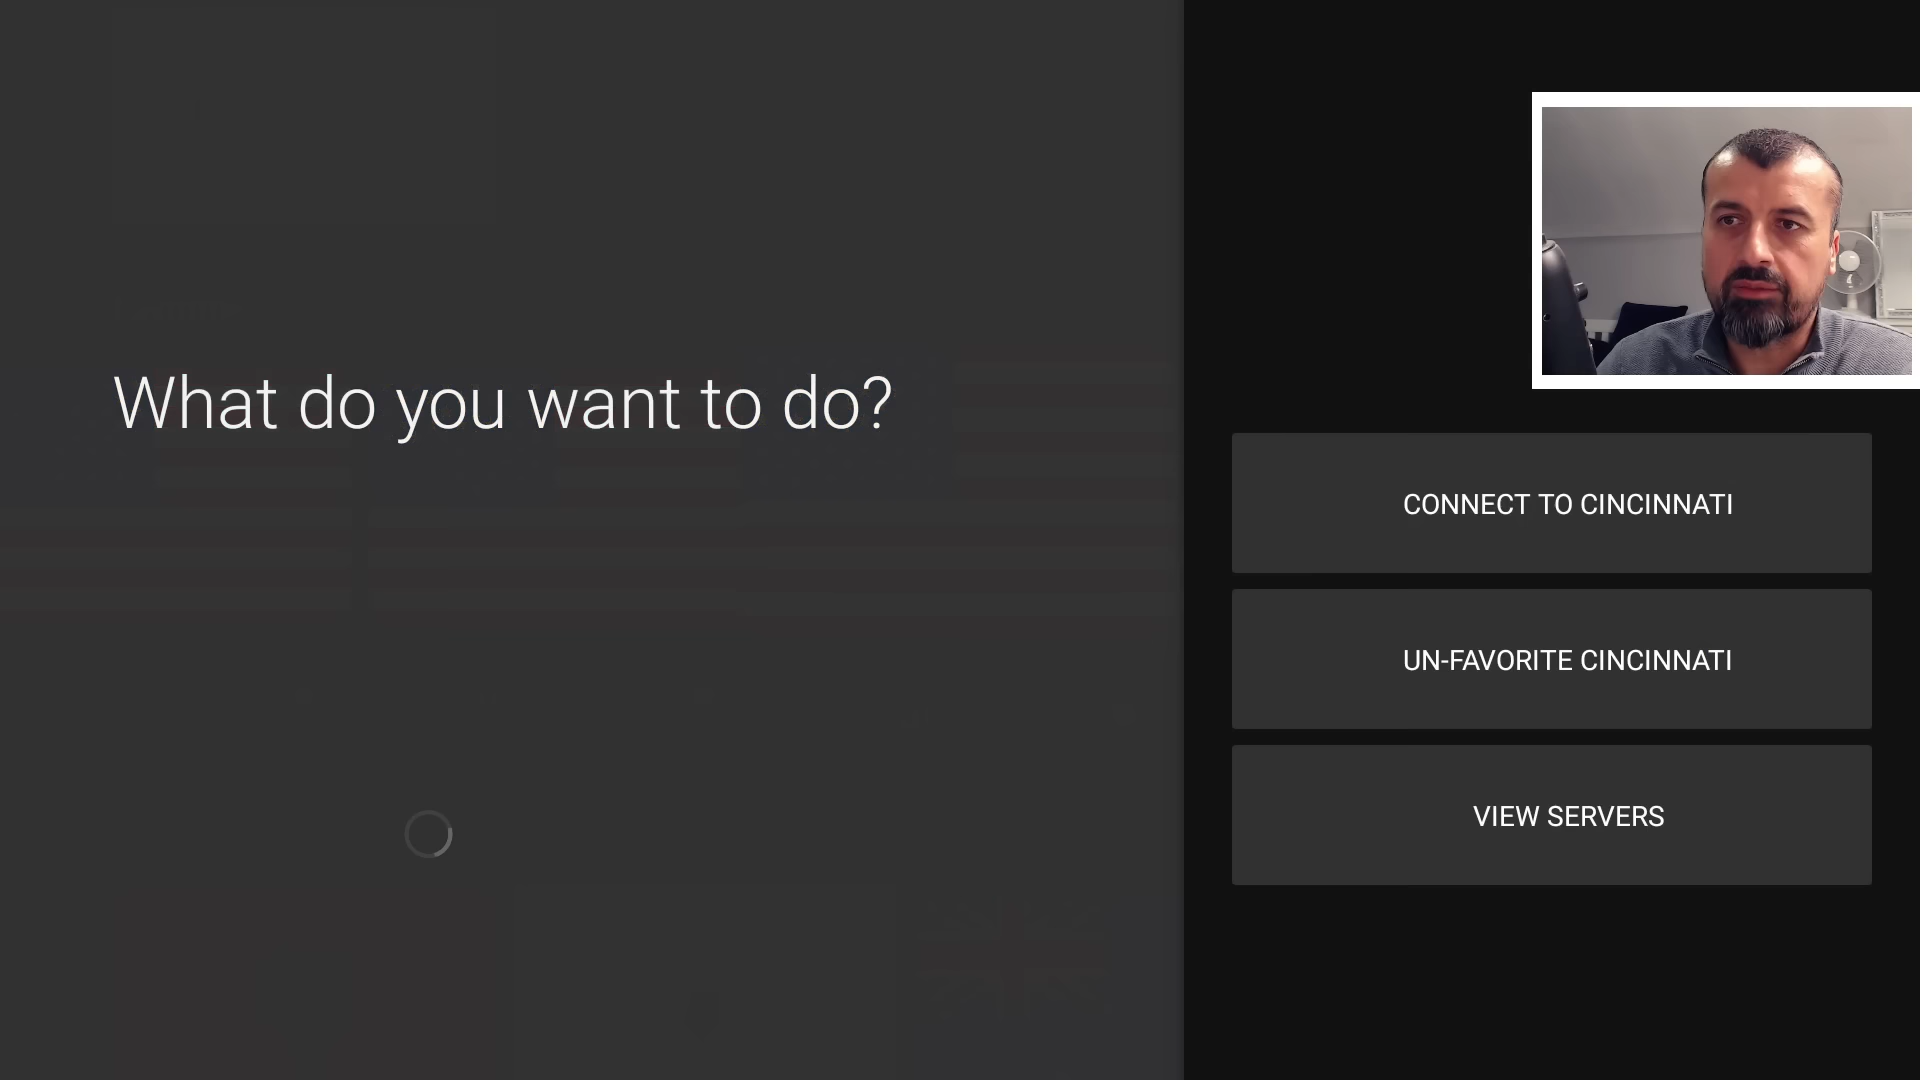 What do you want to do?
CONNECT TO CINCINNATI
UN-FAVORITE CINCINNATI
VIEW SERVERS